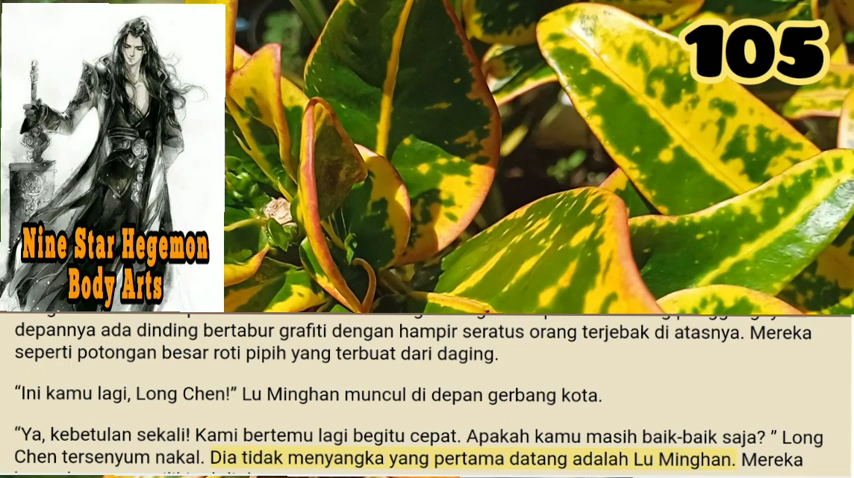 105
Nine Star Hegemon
Body Arts
depannya ada dinding bertabur grafiti dengan hampir seratus orang terjebak di atasnya. Mereka
seperti potongan besar roti pipih yang terbuat dari daging.
“Ini kamu lagi, Long Chen!” Lu Minghan muncul di depan gerbang kota.
“Ya, kebetulan sekali! Kami bertemu lagi begitu cepat. Apakah kamu masih baik-baik saja? ” Long
Chen tersenyum nakal. Dia tidak menyangka yang pertama datang adalah Lu Minghan. Mereka